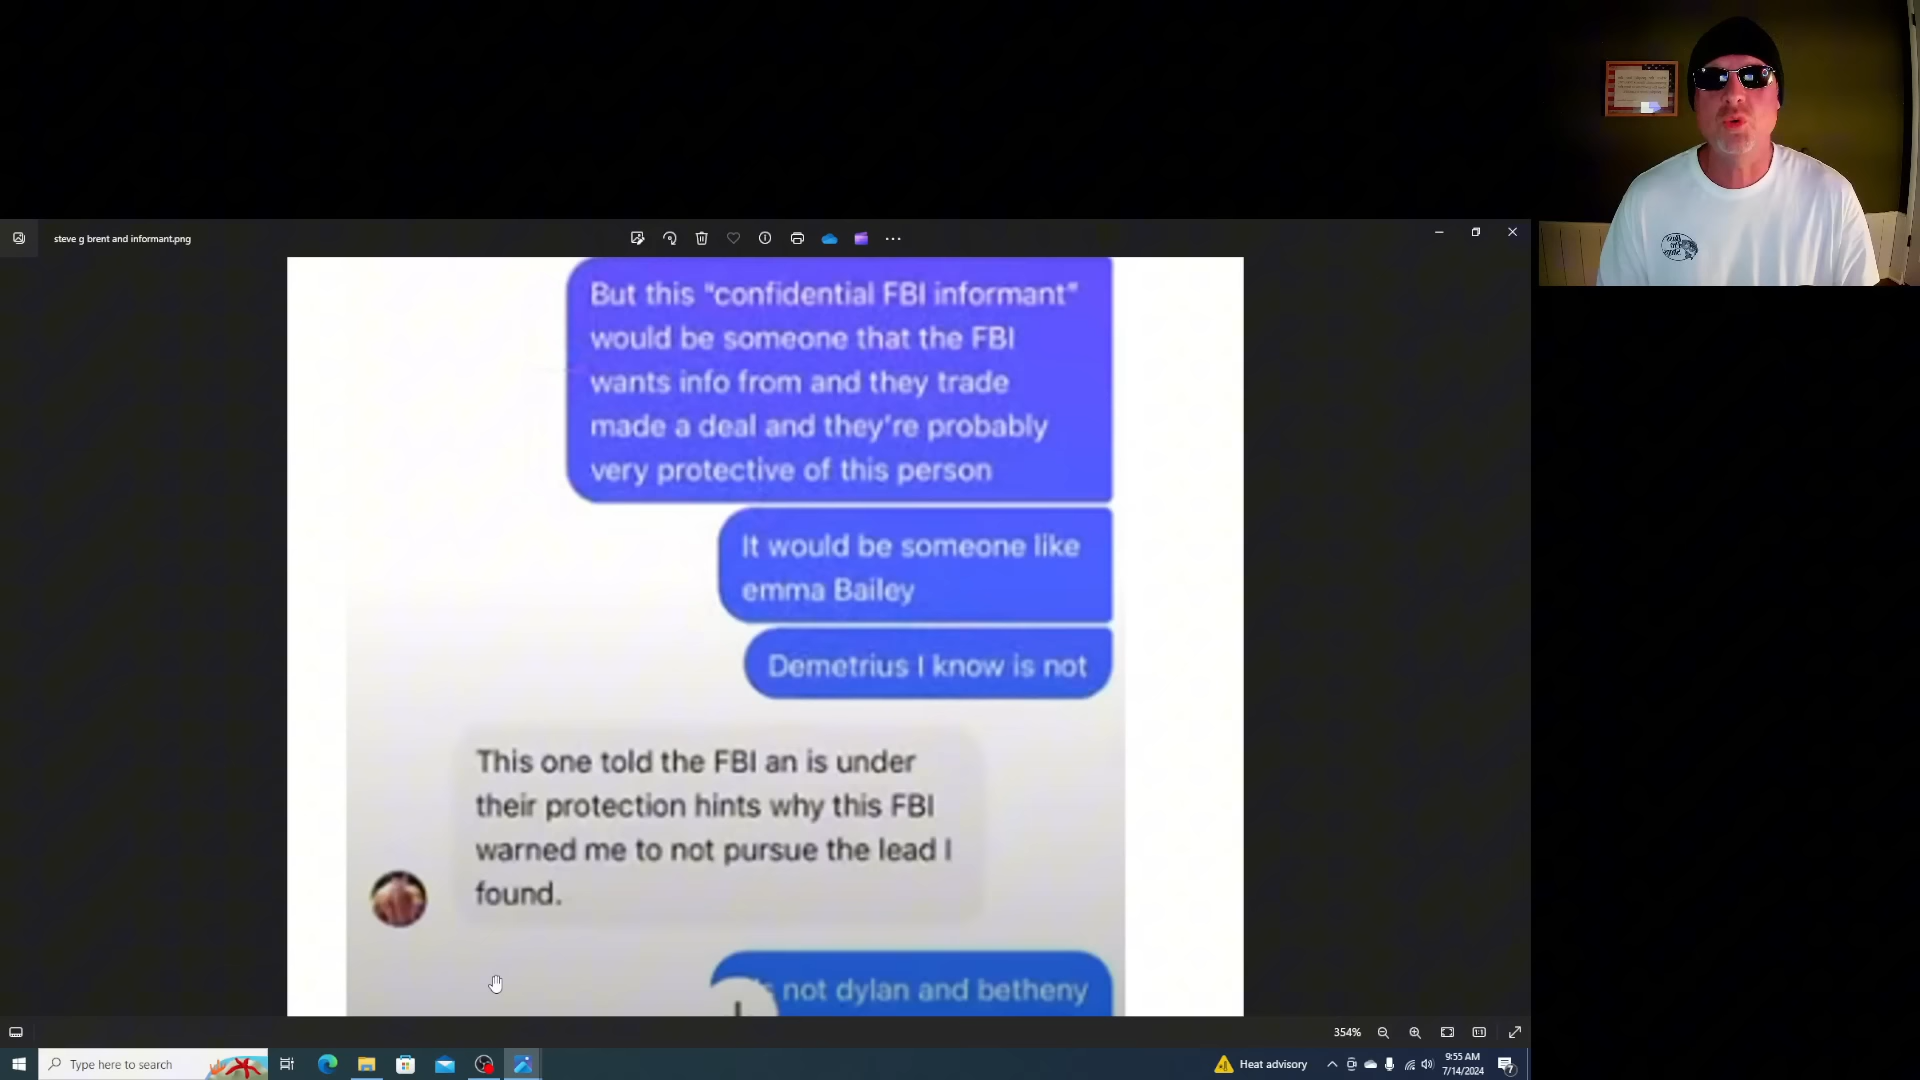 steve g brent and informant.png
But this “confidential FBI informant”
would be someone that the FBI
wants info from and they trade
made a deal and they're probably
very protective of this person
It would be someone like
emma Bailey
Demetrius I know is not
This one told the FBI an is under
their protection hints why this FBI
warned me to not pursue the lead I
found.
not dylan and betheny
354%
Type here to search
Heat advisory
9:55 AM
7/14/2024
7